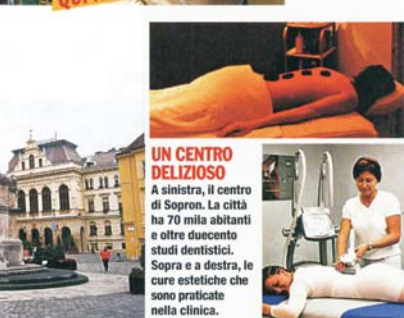 UN CENTRO
DELIZIOSO
A sinistra, il centro
di Sopron. La città
ha 70 mila abitanti
e oltre duecento
studi dentistici.
Sopra e a destra, le
cure estetiche che
sono praticate
nella clinica.